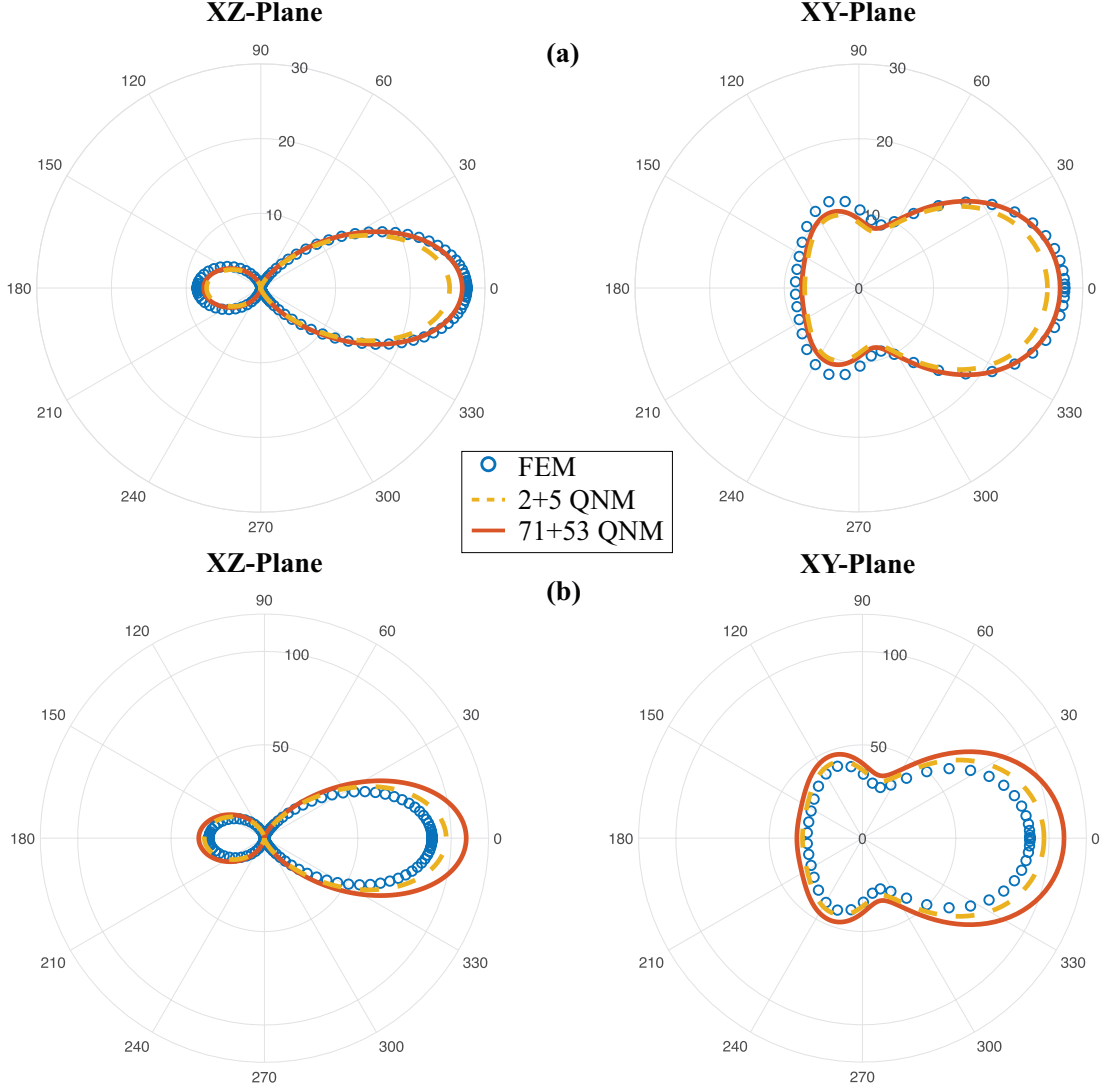 XZ-Plane XY-Plane
(a)
90 90
120 30 60 120 30 60
20 20
150 30 150 30
10 10
180 0 180 0 0
210 330 210 330
240 300 240 300
270 270
FEM
2+5 QNM
71+53 QNM
XZ-Plane XY-Plane
(b)
90 90
120 60 120 60
100 100
150 30 150 30
50 50
180 0 180 0 0
210 330 210 330
240 300 240 300
270 270